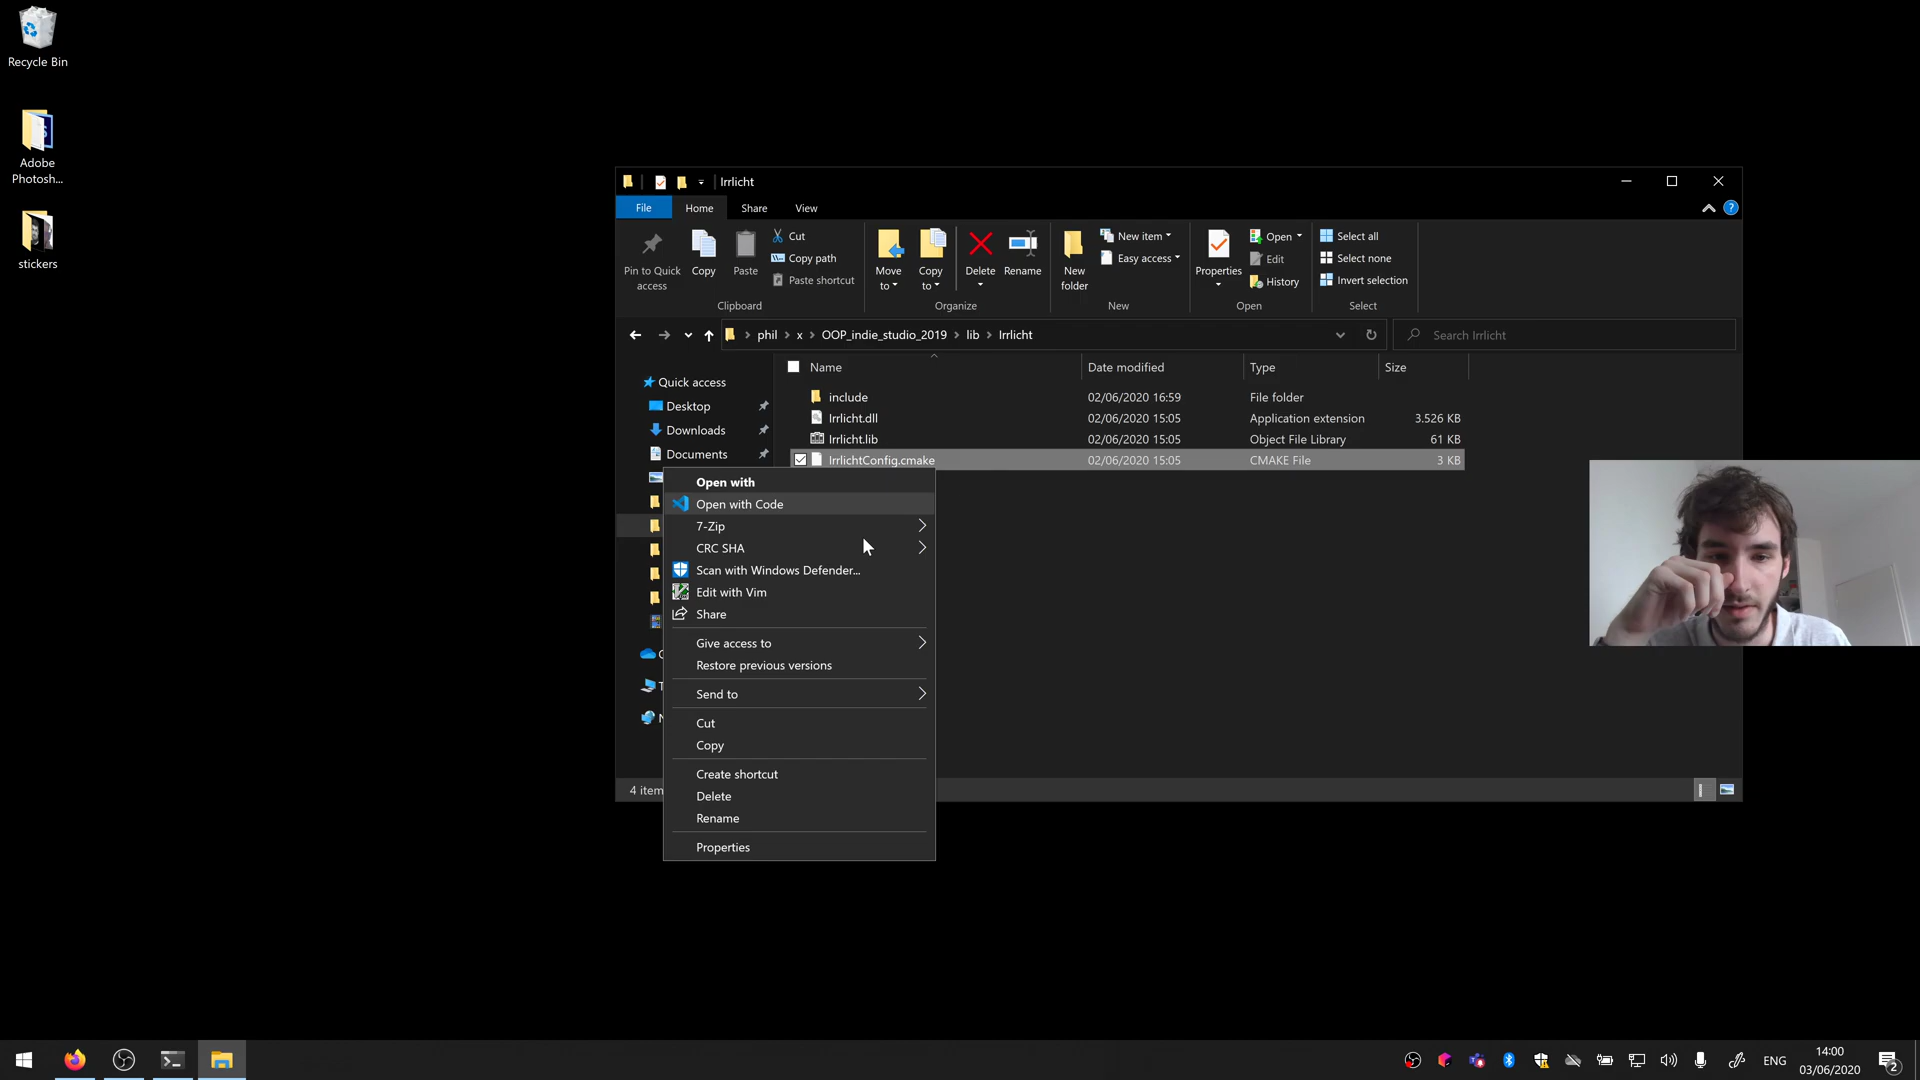 Recycle Bin
Adobe
Photosh...
stickers
Irrlicht
File
Home
Share
View
Pin to Quick
access
Copy
Paste
Cut
Copy path
Paste shortcut
Clipboard
Move
to
Copy
to
Delete
Rename
Organize
New
folder
New item
Easy access
New
Properties
Open
Edit
History
Open
Select all
Select none
Invert selection
Select
phil
x
OOP_indie_studio_2019
lib
Irrlicht
Search Irrlicht
Name
Date modified
Type
Size
Quick access
Desktop
Downloads
Documents
include
02/06/2020 16:59
File folder
Irrlicht.dll
02/06/2020 15:05
Application extension
3.526 KB
Irrlicht.lib
02/06/2020 15:05
Object File Library
61 KB
IrrlichtConfig.cmake
02/06/2020 15:05
CMAKE File
3 KB
Open with
Open with Code
7-Zip
CRC SHA
Scan with Windows Defender...
Edit with Vim
Share
Give access to
Restore previous versions
Send to
Cut
Copy
Create shortcut
Delete
Rename
Properties
4 item
ENG
14:00
03/06/2020
2